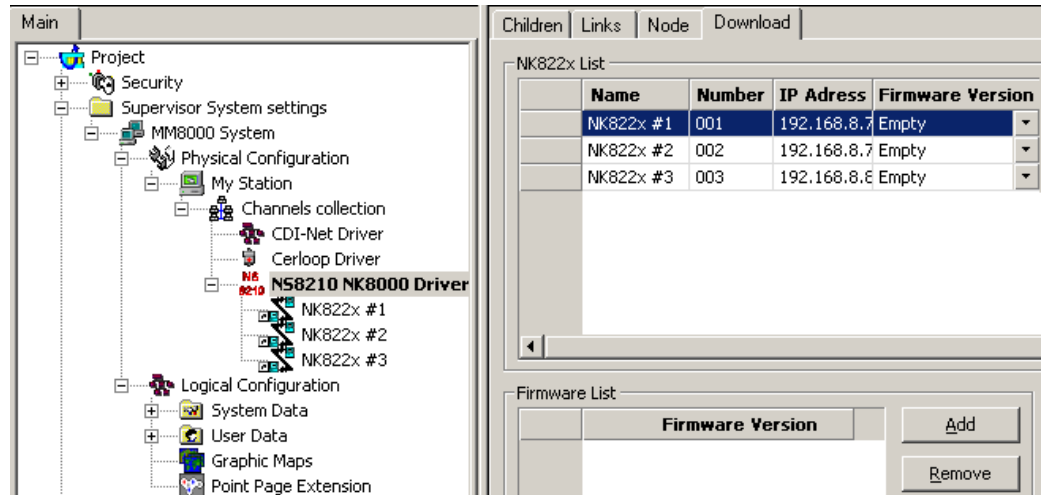 Main
Project
Security
Supervisor System settings
MM8000 System
Physical Configuration
My Station
Channels collection
CDI-Net Driver
Cerloop Driver
NS8210 NK8000 Driver
NK822x #1
NK822x #2
NK822x #3
Logical Configuration
System Data
User Data
Graphic Maps
Point Page Extension
Children Links Node Download
NK822x List
Name Number IP Adress Firmware Version
NK822x #1 001 192.168.8.7 Empty
NK822x #2 002 192.168.8.7 Empty
NK822x #3 003 192.168.8.8 Empty
Firmware List
Firmware Version
Add
Remove